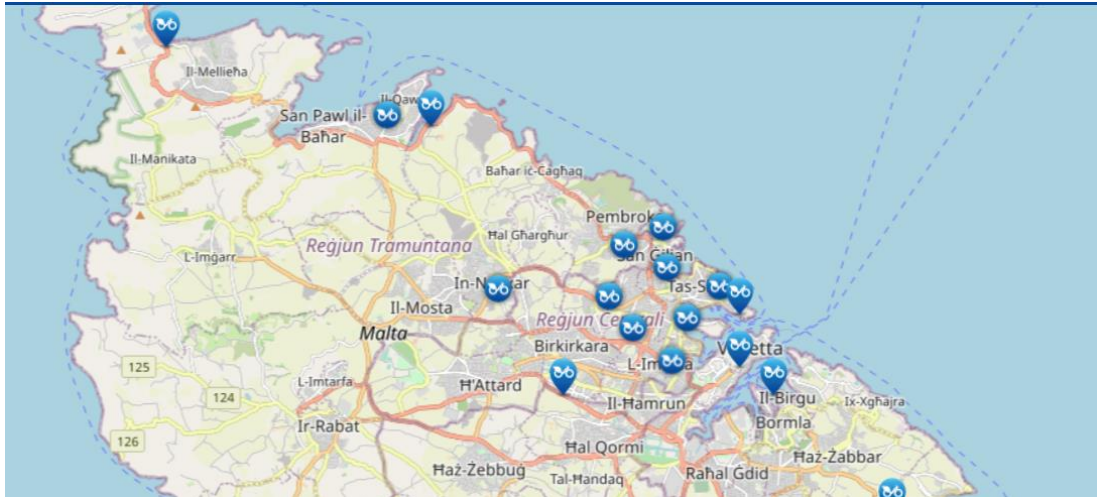 Il-Mellieħa
San Pawl il-
Baħar
Il-Manikata
Baħar iċ-Ċagħaq
Pembrok
Reġjun Tramuntana
Ħal Għargħur
L-Imġarr
Il-Mosta
Malta
Reġjun Ċentrali
Birkirkara
125
L-Imtarfa
Ħ'Attard
Il-Ħamrun
Il-Birgu
Ix-Xgħajra
124
Ir-Rabat
Bormla
126
Ħal Qormi
Ħaż-Żabbar
Ħaż-Żebbuġ
Tal-Ħandaq
Raħal Ġdid